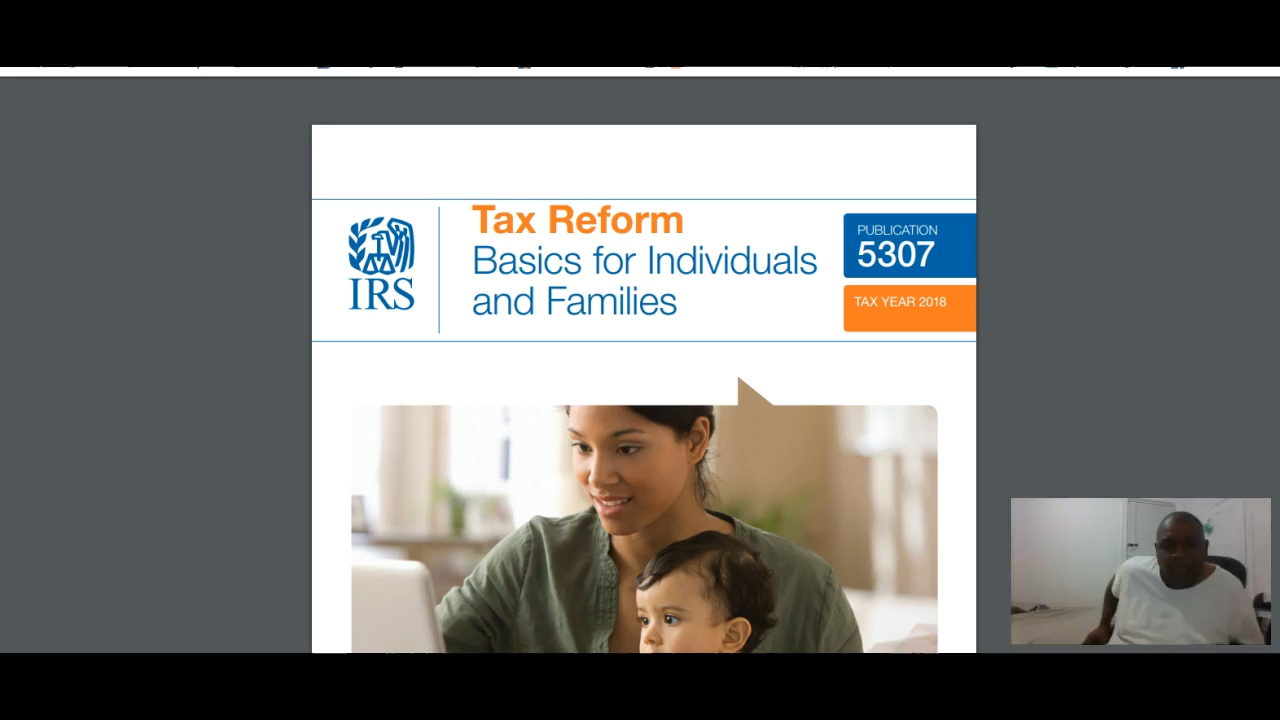 IRS
Tax Reform
Basics for Individuals
and Families
PUBLICATION
5307
TAX YEAR 2018